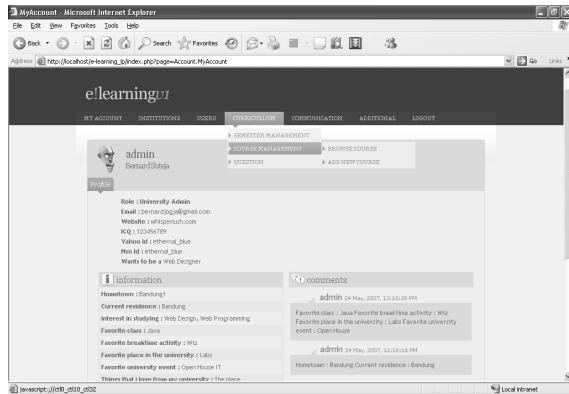 MyAccount - Microsoft Internet Explorer
File Edit View Favorites Tools Help
Back Search Favorites
Address http://localhost/e-learning_lp/index.php?page=Account.MyAccount Go Links
e!learningv1
MY ACCOUNT INSTITUTIONS USERS CURICULLUM COMMUNICATION ADDITIONAL LOGOUT
SEMESTER MANAGEMENT
COURSE MANAGEMENT BROWSE COURSE
QUESTION ADD NEW COURSE
admin
Bernard Suteja
Profile
Role : University Admin
Email : bernardjogja@gmail.com
Website : whisperlush.com
ICQ : 123456789
Yahoo Id : ethernal_blue
Msn Id : ethernal_blue
Wants to be a Web Designer
information
Hometown : Bandung1
Current residence : Bandung
Interest in studying : Web Design, Web Programming
Favorite class : Java
Favorite breaktime activity : Wiz
Favorite place in the university : Labs
Favorite university event : Open House IT
Things that i love from my university : The place
comments
admin 24 May, 2007, 12:18:28 PM
Favorite class : Java Favorite breaktime activity : Wiz
Favorite place in the university : Labs Favorite university
event : Open House
admin 24 May, 2007, 12:18:18 PM
Hometown : Bandung Current residence : Bandung
javascript:;//ctl0_ctl10_ctl32 Local intranet